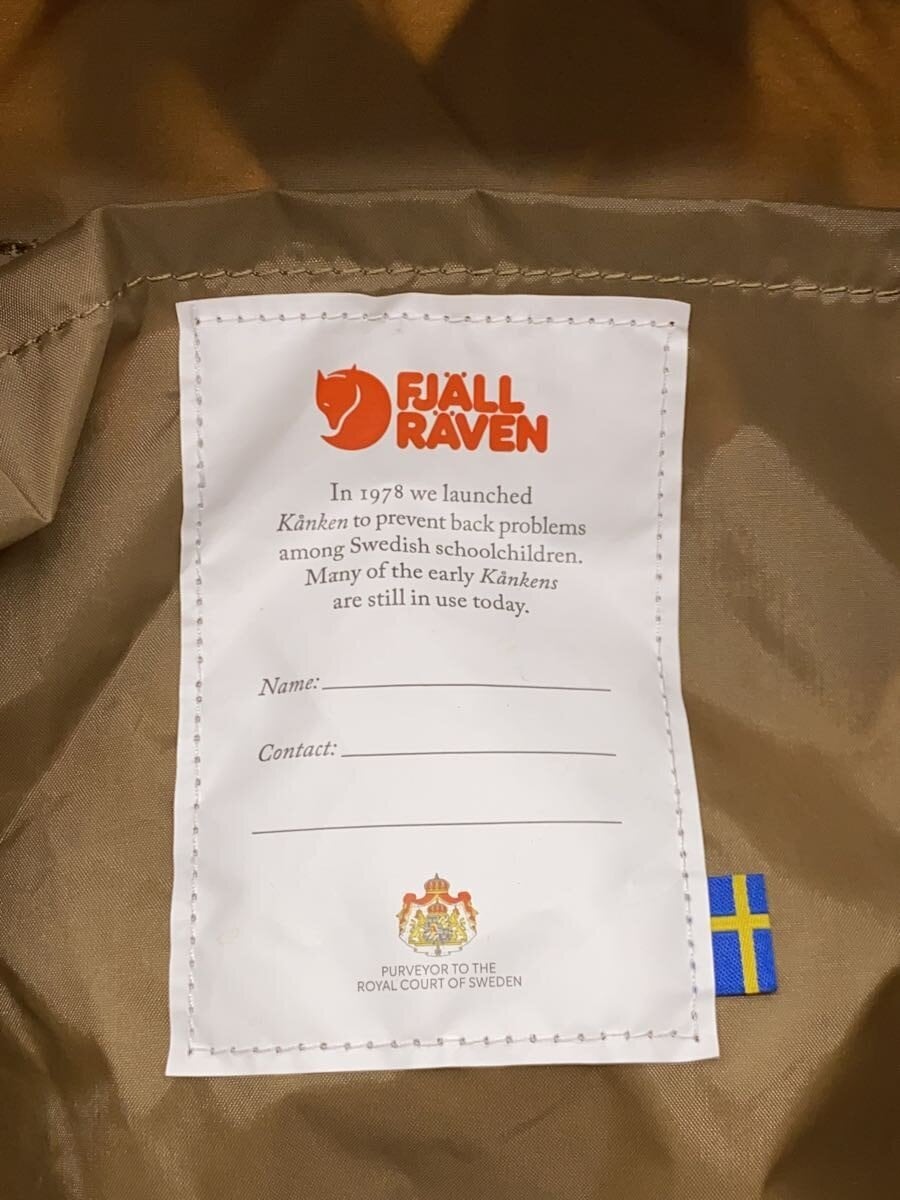 FJÄLL
RÄVEN
In 1978 we launched
Kånken to prevent back problems
among Swedish schoolchildren.
Many of the early Kånkens
are still in use today.
Name:
Contact:
PURVEYOR TO THE
ROYAL COURT OF SWEDEN